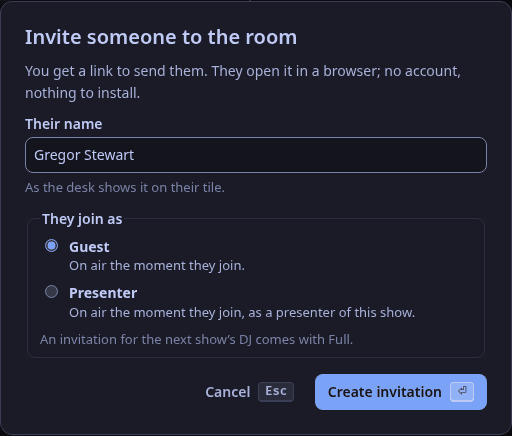 Invite someone to the room
You get a link to send them. They open it in a browser; no account,
nothing to install.
Their name
Gregor Stewart
As the desk shows it on their tile.
They join as
Guest
On air the moment they join.
Presenter
On air the moment they join, as a presenter of this show.
An invitation for the next show's DJ comes with Full.
Cancel Esc Create invitation ⏎